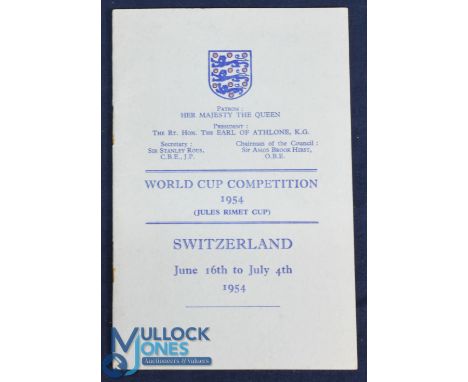 PATRON :
HER MAJESTY THE QUEEN
PRESIDENT :
THE RT. HON. THE EARL OF ATHLONE, K.G.
Secretary : Chairman of the Council :
SIR STANLEY ROUS, SIR AMOS BROOK HIRST,
C.B.E., J.P. O.B.E.
WORLD CUP COMPETITION
1954
(JULES RIMET CUP)
SWITZERLAND
June 16th to July 4th
1954
MULLOCK
JONES
Auctioneers & Valuers